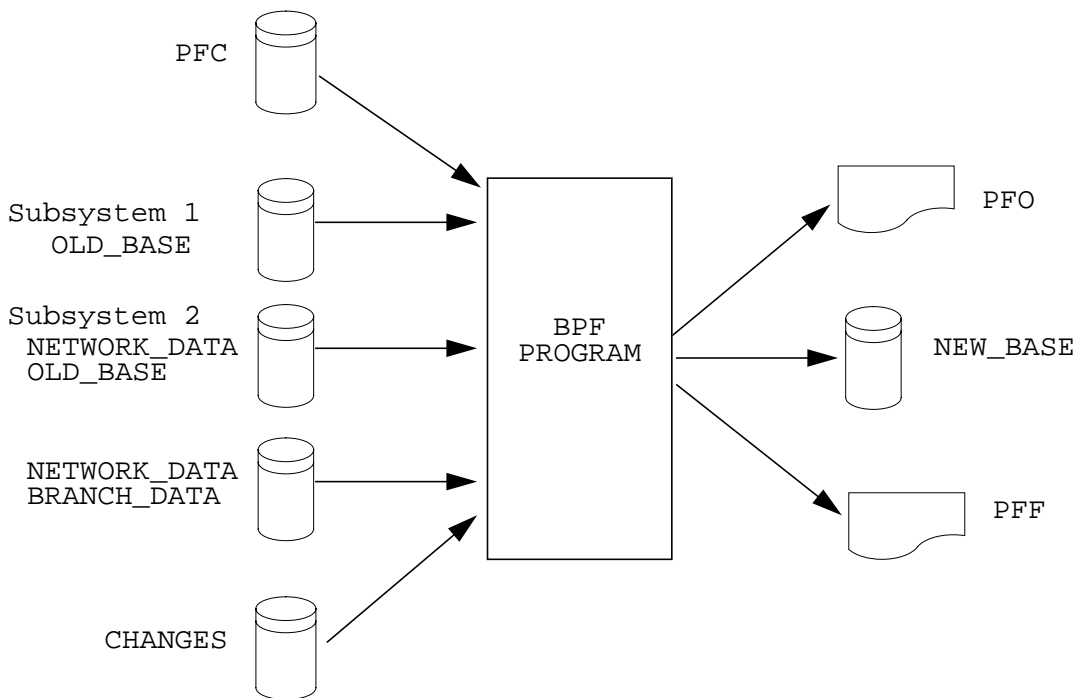 PFC
Subsystem 1
OLD_BASE
Subsystem 2
NETWORK_DATA
OLD_BASE
NETWORK_DATA
BRANCH_DATA
CHANGES
BPF
PROGRAM
PFO
NEW_BASE
PFF